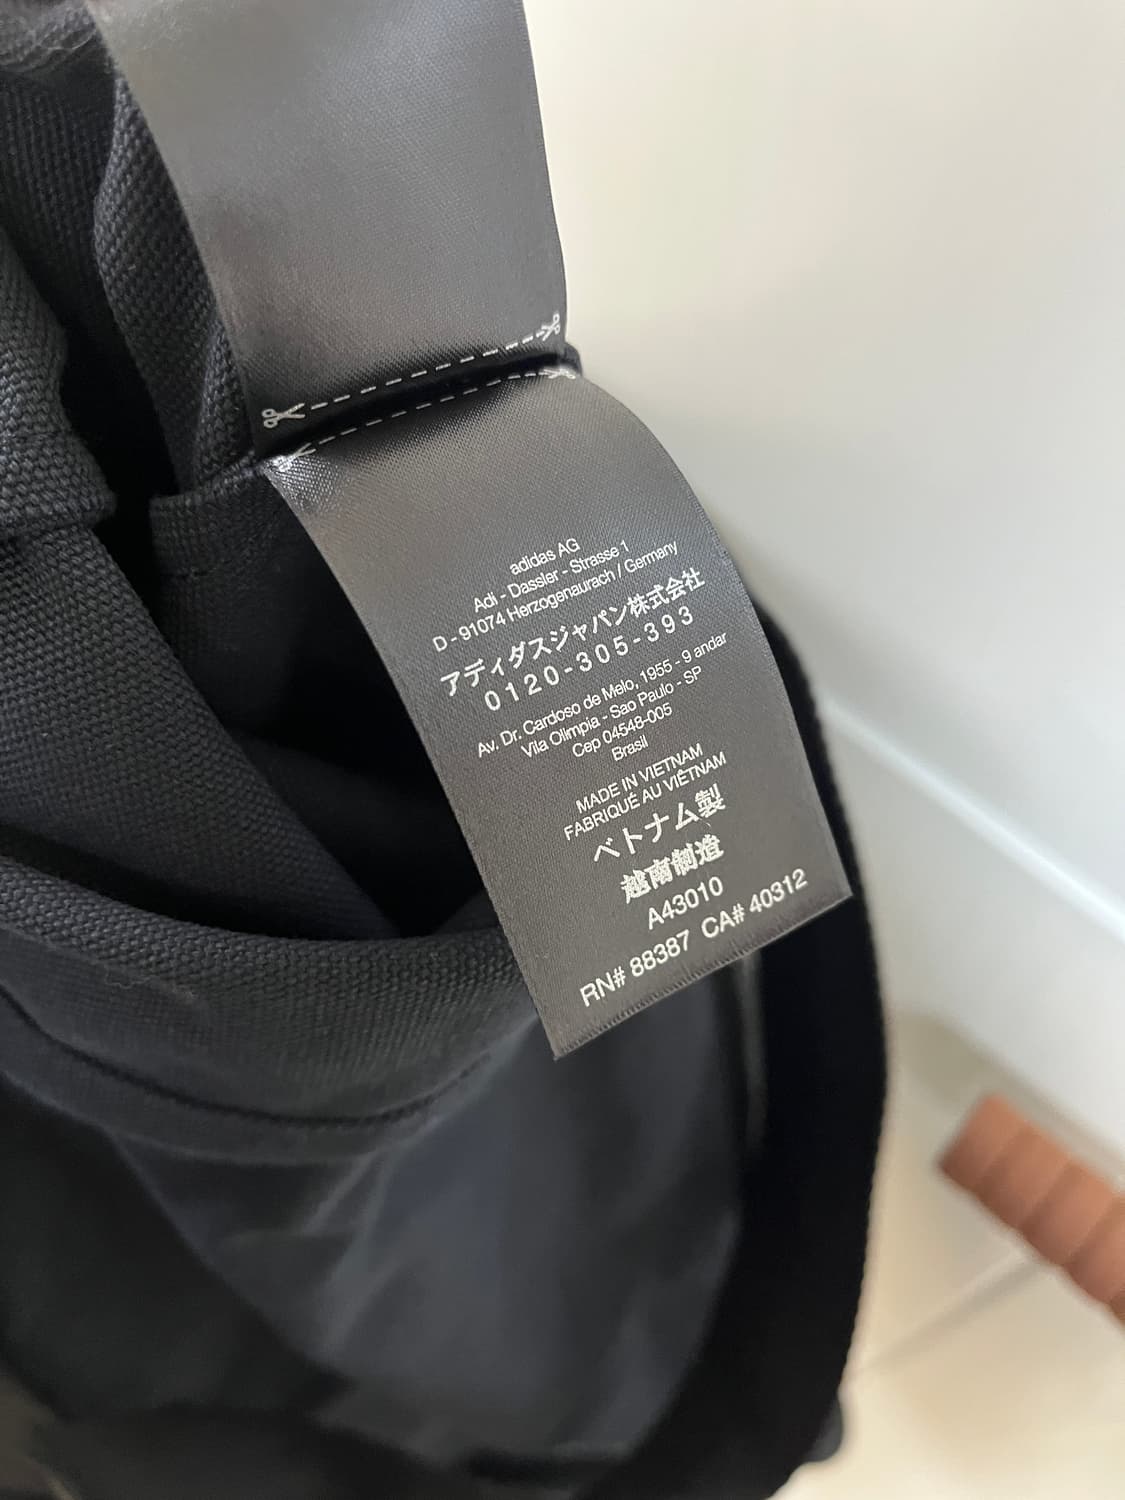 adidas AG
Adi - Dassler - Strasse 1
D - 91074 Herzogenaurach / Germany
アディダスジャパン株式会社
0120-305-393
Av. Dr. Cardoso de Melo, 1955 - 9 andar
Vila Olimpia - Sao Paulo - SP
Cep 04548-005
Brasil
MADE IN VIETNAM
FABRIQUÉ AU VIÊTNAM
ベトナム製
越南制造
A43010
RN# 88387 CA# 40312